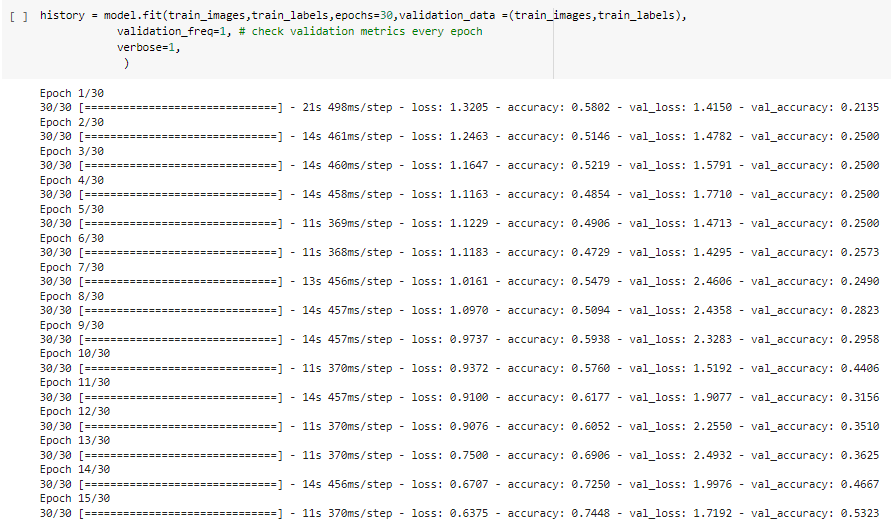 [ ] history = model.fit(train_images,train_labels,epochs=30,validation_data =(train_images,train_labels),
validation_freq=1, # check validation metrics every epoch
verbose=1,
)
Epoch 1/30
30/30 [==============================] - 21s 498ms/step - loss: 1.3205 - accuracy: 0.5802 - val_loss: 1.4150 - val_accuracy: 0.2135
Epoch 2/30
30/30 [==============================] - 14s 461ms/step - loss: 1.2463 - accuracy: 0.5146 - val_loss: 1.4782 - val_accuracy: 0.2500
Epoch 3/30
30/30 [==============================] - 14s 460ms/step - loss: 1.1647 - accuracy: 0.5219 - val_loss: 1.5791 - val_accuracy: 0.2500
Epoch 4/30
30/30 [==============================] - 14s 458ms/step - loss: 1.1163 - accuracy: 0.4854 - val_loss: 1.7710 - val_accuracy: 0.2500
Epoch 5/30
30/30 [==============================] - 11s 369ms/step - loss: 1.1229 - accuracy: 0.4906 - val_loss: 1.4713 - val_accuracy: 0.2500
Epoch 6/30
30/30 [==============================] - 11s 368ms/step - loss: 1.1183 - accuracy: 0.4729 - val_loss: 1.4295 - val_accuracy: 0.2573
Epoch 7/30
30/30 [==============================] - 13s 456ms/step - loss: 1.0161 - accuracy: 0.5479 - val_loss: 2.4606 - val_accuracy: 0.2490
Epoch 8/30
30/30 [==============================] - 14s 457ms/step - loss: 1.0970 - accuracy: 0.5094 - val_loss: 2.4358 - val_accuracy: 0.2823
Epoch 9/30
30/30 [==============================] - 14s 457ms/step - loss: 0.9737 - accuracy: 0.5938 - val_loss: 2.3283 - val_accuracy: 0.2958
Epoch 10/30
30/30 [==============================] - 11s 370ms/step - loss: 0.9372 - accuracy: 0.5760 - val_loss: 1.5192 - val_accuracy: 0.4406
Epoch 11/30
30/30 [==============================] - 14s 457ms/step - loss: 0.9100 - accuracy: 0.6177 - val_loss: 1.9077 - val_accuracy: 0.3156
Epoch 12/30
30/30 [==============================] - 11s 370ms/step - loss: 0.9076 - accuracy: 0.6052 - val_loss: 2.2550 - val_accuracy: 0.3510
Epoch 13/30
30/30 [==============================] - 11s 370ms/step - loss: 0.7500 - accuracy: 0.6906 - val_loss: 2.4932 - val_accuracy: 0.3625
Epoch 14/30
30/30 [==============================] - 14s 456ms/step - loss: 0.6707 - accuracy: 0.7250 - val_loss: 1.9976 - val_accuracy: 0.4667
Epoch 15/30
30/30 [==============================] - 11s 370ms/step - loss: 0.6375 - accuracy: 0.7448 - val_loss: 1.7192 - val_accuracy: 0.5323